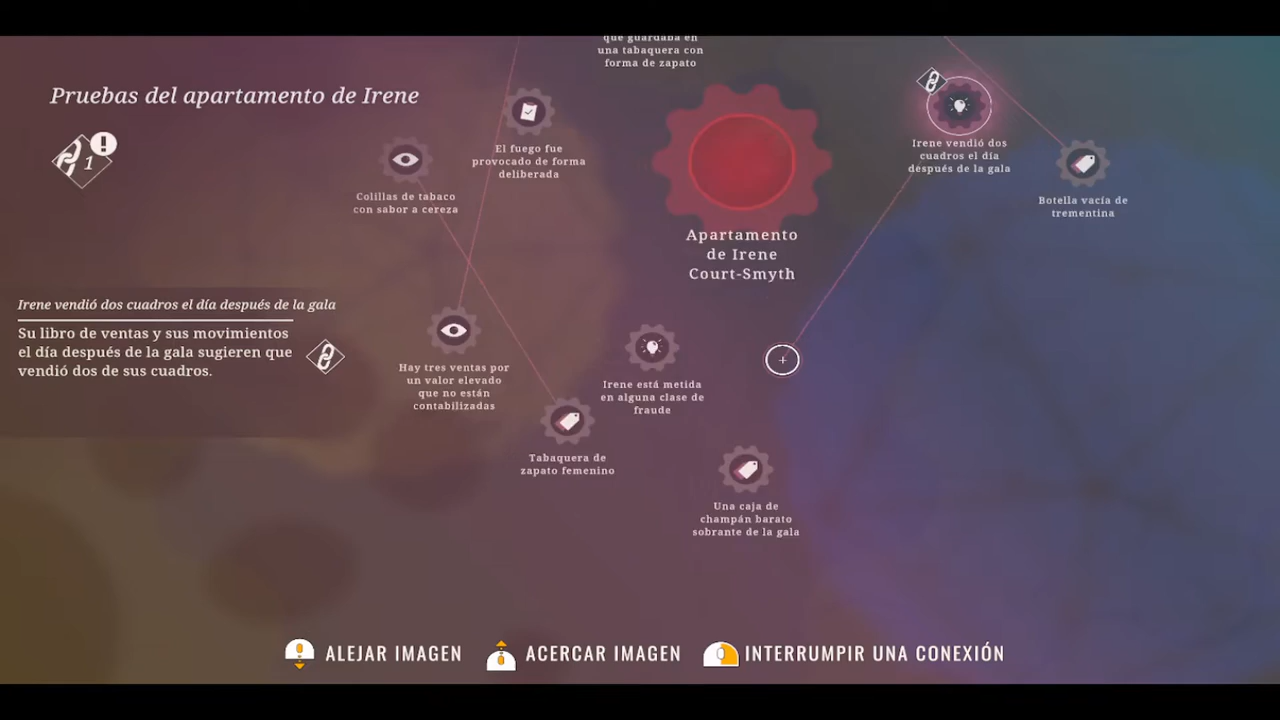 que guardaba en
una tabaquera con
forma de zapato
Pruebas del apartamento de Irene
1
El fuego fue
provocado de forma
deliberada
Colillas de tabaco
con sabor a cereza
Irene vendió dos
cuadros el día
después de la gala
Botella vacía de
trementina
Apartamento
de Irene
Court-Smyth
Irene vendió dos cuadros el día después de la gala
Su libro de ventas y sus movimientos
el día después de la gala sugieren que
vendió dos de sus cuadros.
Hay tres ventas por
un valor elevado
que no están
contabilizadas
Irene está metida
en alguna clase de
fraude
Tabaquera de
zapato femenino
Una caja de
champán barato
sobrante de la gala
ALEJAR IMAGEN
ACERCAR IMAGEN
INTERRUMPIR UNA CONEXIÓN